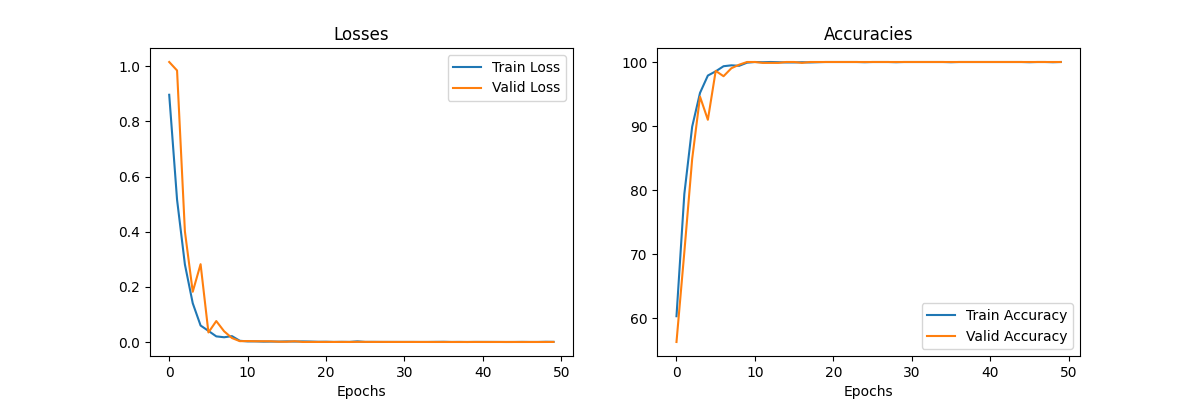 Losses
1.0
0.8
0.6
0.4
0.2
0.0
Train Loss
Valid Loss
0 10 20 30 40 50
Epochs
Accuracies
100
90
80
70
60
Train Accuracy
Valid Accuracy
0 10 20 30 40 50
Epochs